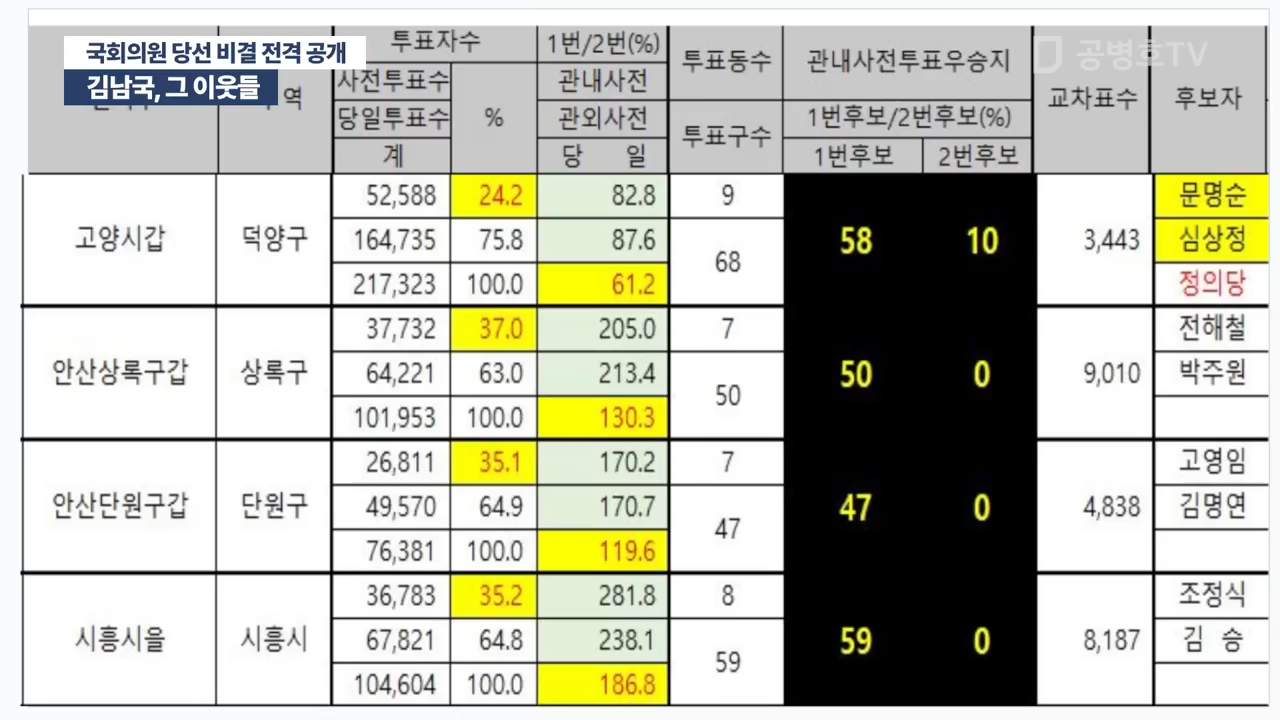 국회의원 당선 비결 전격 공개
김남국, 그 이웃들
역
투표자수
사전투표수
당일투표수
계
%
1번/2번(%)
관내사전
관외사전
당 일
투표동수
투표구수
관내사전투표우승지
1번후보/2번후보(%)
1번후보 2번후보
교차표수
후보자
공병호TV
고양시갑 덕양구
52,588 24.2 82.8 9 문명순
164,735 75.8 87.6 68 58 10 3,443 심상정
217,323 100.0 61.2 정의당
안산상록구갑 상록구
37,732 37.0 205.0 7 전해철
64,221 63.0 213.4 50 50 0 9,010 박주원
101,953 100.0 130.3
안산단원구갑 단원구
26,811 35.1 170.2 7 고영임
49,570 64.9 170.7 47 47 0 4,838 김명연
76,381 100.0 119.6
시흥시을 시흥시
36,783 35.2 281.8 8 조정식
67,821 64.8 238.1 59 59 0 8,187 김 승
104,604 100.0 186.8